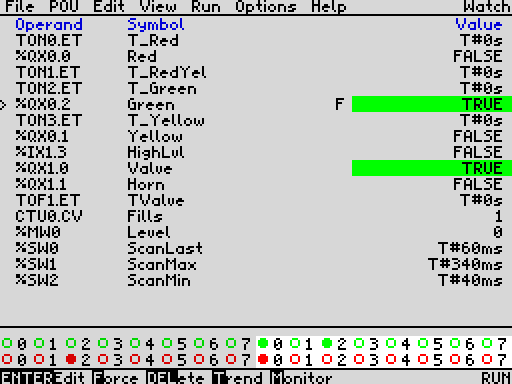 File POU Edit View Run Options Help Watch
Operand Symbol Value
TON0.ET T_Red T#0s
%QX0.0 Red FALSE
TON1.ET T_RedYel T#0s
TON2.ET T_Green T#0s
%QX0.2 Green F TRUE
TON3.ET T_Yellow T#0s
%QX0.1 Yellow FALSE
%IX1.3 HighLvl FALSE
%QX1.0 Valve TRUE
%QX1.1 Horn FALSE
TOF1.ET TValve T#0s
CTU0.CV Fills 1
%MW0 Level 0
%SW0 ScanLast T#60ms
%SW1 ScanMax T#340ms
%SW2 ScanMin T#40ms
0 1 2 3 4 5 6 7 0 1 2 3 4 5 6 7
0 1 2 3 4 5 6 7 0 1 2 3 4 5 6 7
ENTEREdit Force DELete Trend Monitor RUN